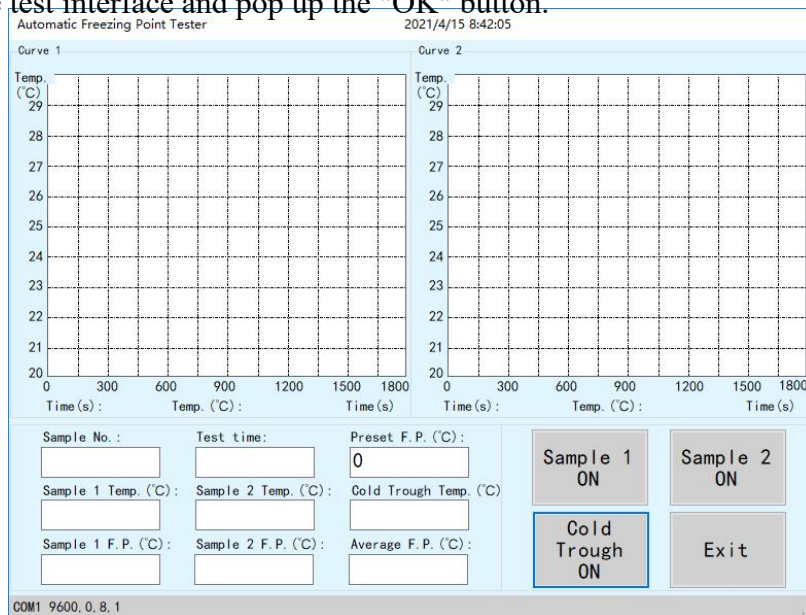 test interface and pop up the "OK" button.
Automatic Freezing Point Tester 2021/4/15 8:42:05
Curve 1 Curve 2
Temp. Temp.
(℃) (℃)
29 29
28 28
27 27
26 26
25 25
24 24
23 23
22 22
21 21
20 20
0 300 600 900 1200 1500 1800 0 300 600 900 1200 1500 1800
Time(s): Temp.(℃): Time(s) Time(s): Temp.(℃): Time(s)
Sample No.: Test time: Preset F.P.(℃):
0
Sample 1 ON
Sample 2 ON
Sample 1 Temp.(℃): Sample 2 Temp.(℃): Cold Trough Temp.(℃)
Sample 1 F.P.(℃): Sample 2 F.P.(℃): Average F.P.(℃):
Cold
Trough
ON
Exit
COM1 9600, 0, 8, 1